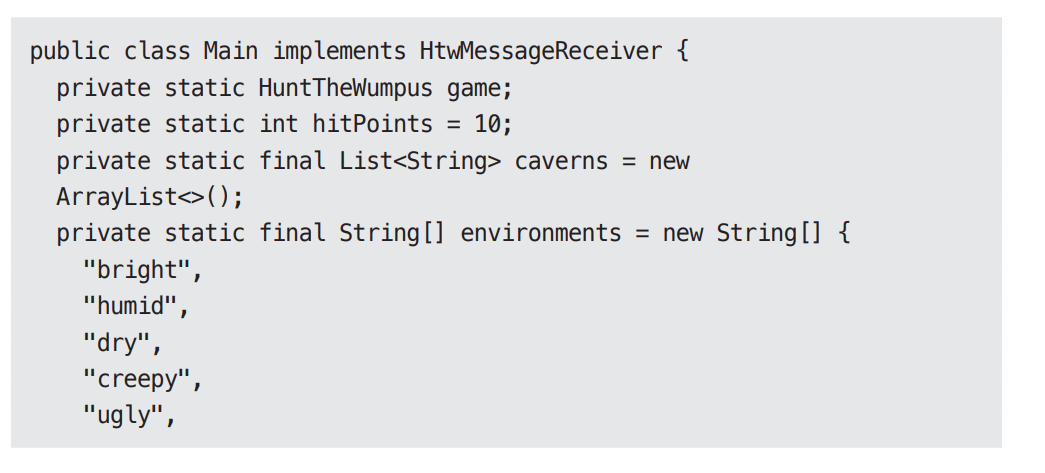 public class Main implements HtwMessageReceiver {
private static HuntTheWumpus game;
private static int hitPoints = 10;
private static final List<String> caverns = new
ArrayList<>();
private static final String[] environments = new String[] {
"bright",
"humid",
"dry",
"creepy",
"ugly",